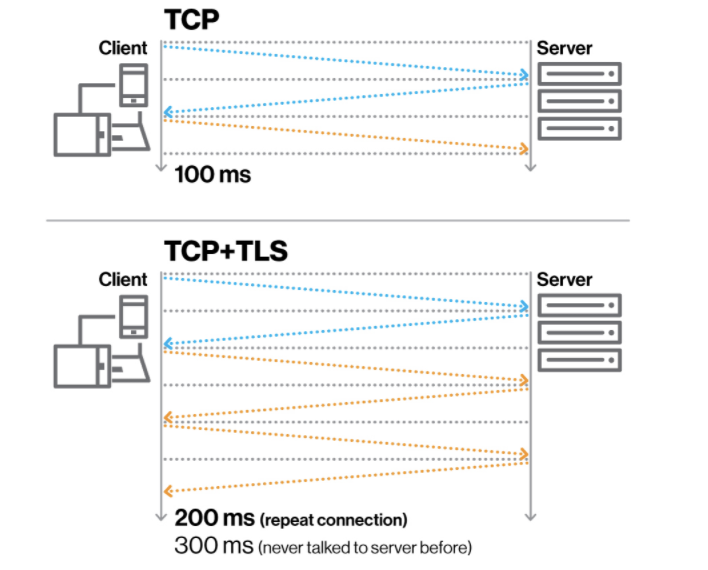 TCP
Client
Server
100 ms
TCP+TLS
Client
Server
200 ms (repeat connection)
300 ms (never talked to server before)